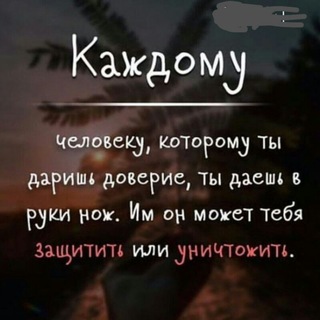 Каждому
человеку, которому ты
даришь доверие, ты даешь в
руки нож. Им он может тебя
защитить или уничтожить.